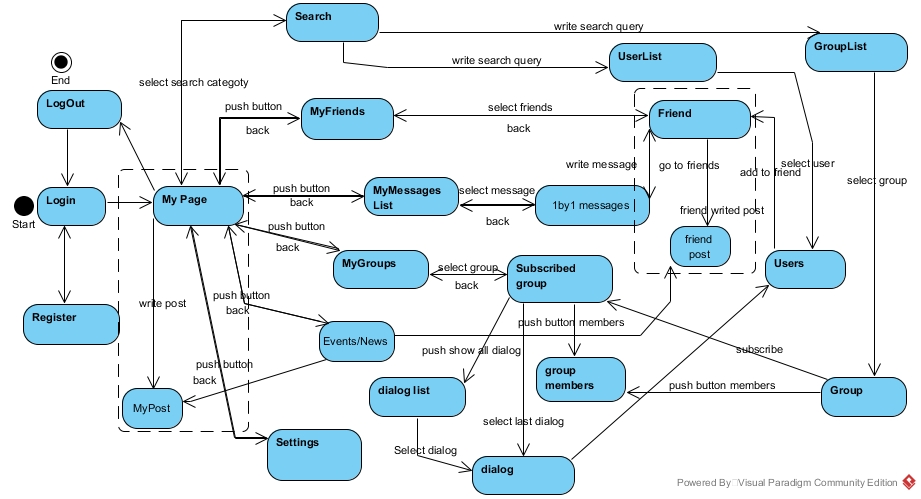 Search
write search query
GroupList
write search query
UserList
End
select search categoty
LogOut
push button
back
MyFriends
select friends
back
Friend
write message
go to friends
add to friend
select user
select group
Start
Login
My Page
push button
back
MyMessages
List
select message
back
1by1 messages
friend writed post
friend
post
push button
back
MyGroups
select group
back
Subscribed
group
Users
Register
write post
push button
back
Events/News
push button members
push show all dialog
subscribe
push button
back
MyPost
dialog list
group
members
push button members
Group
select last dialog
Settings
Select dialog
dialog
Powered By Visual Paradigm Community Edition